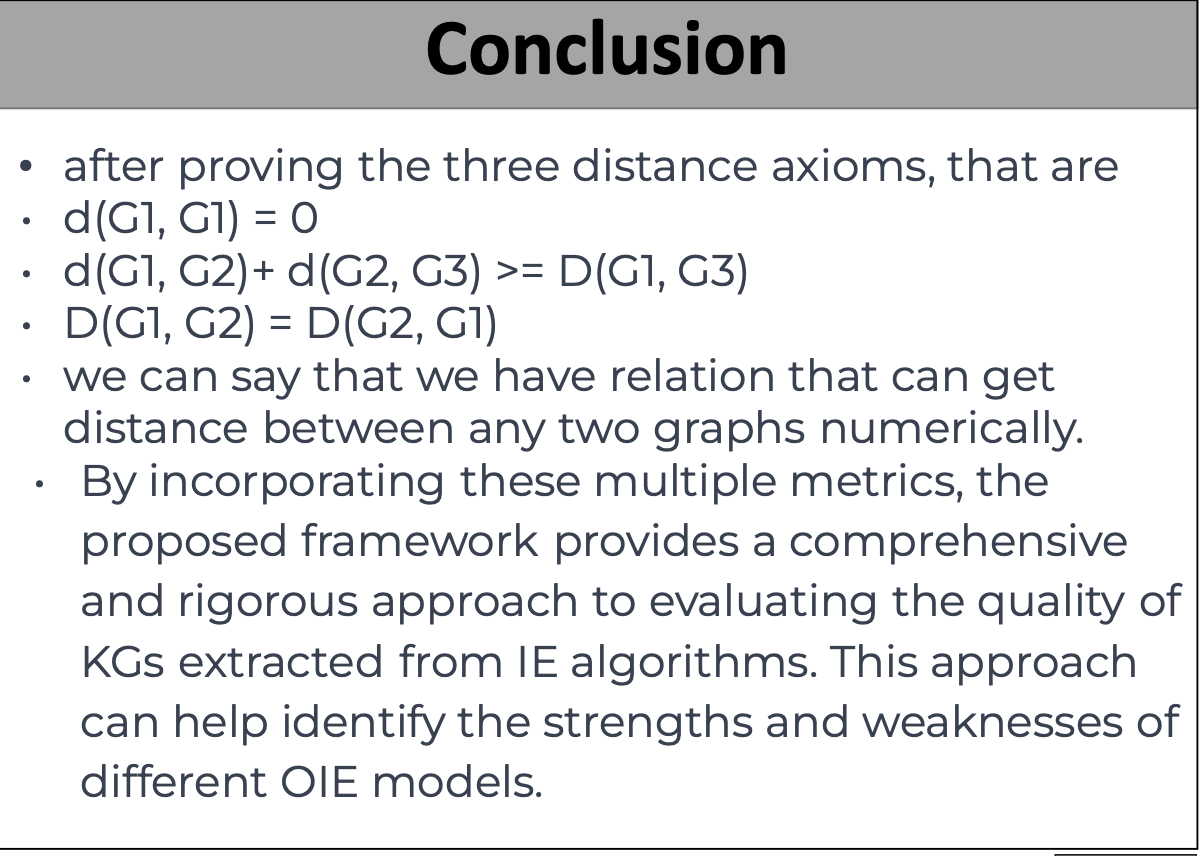 Conclusion
• after proving the three distance axioms, that are
• d(G1, G1) = 0
• d(G1, G2)+ d(G2, G3) >= D(G1, G3)
• D(G1, G2) = D(G2, G1)
• we can say that we have relation that can get
distance between any two graphs numerically.
• By incorporating these multiple metrics, the
proposed framework provides a comprehensive
and rigorous approach to evaluating the quality of
KGs extracted from IE algorithms. This approach
can help identify the strengths and weaknesses of
different OIE models.